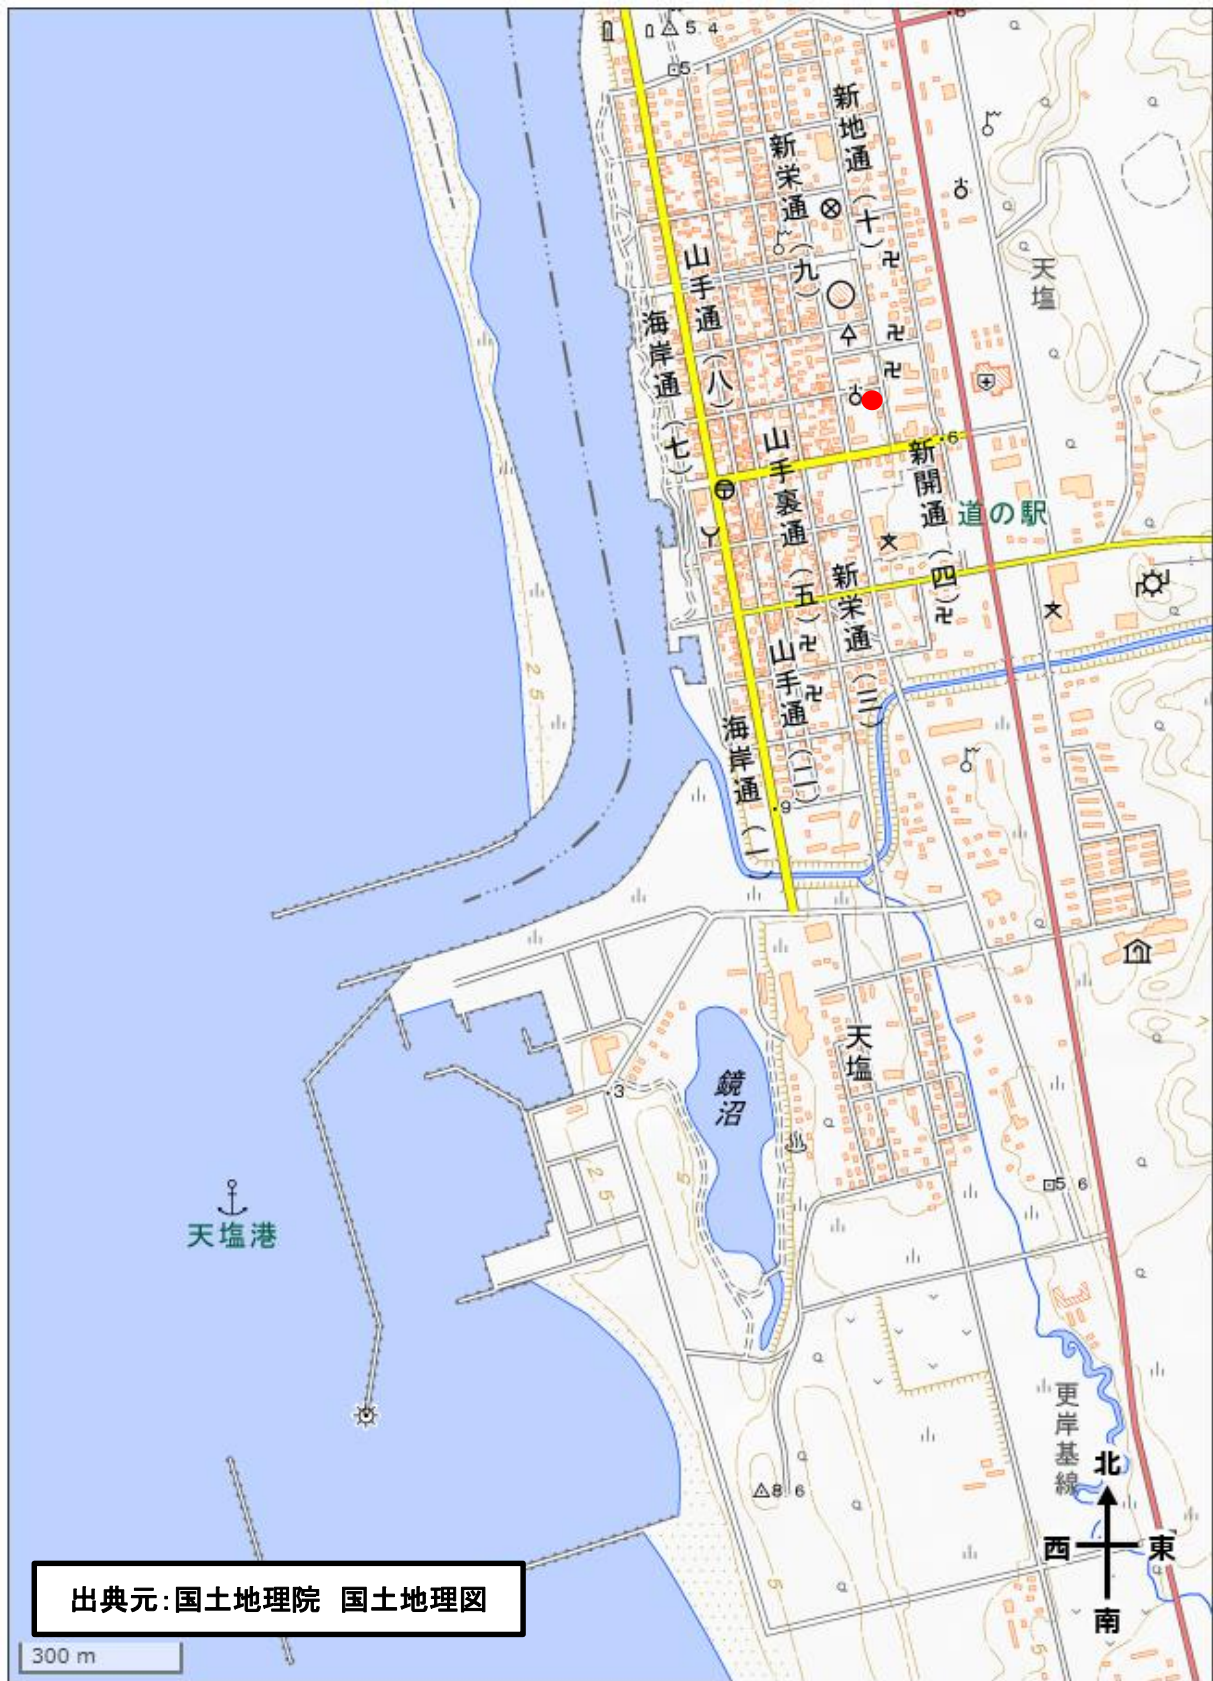 5.4
6
5.1
新地通(十)
新栄通(九)
天塩
山手通(八)
海岸通(七)
6
山手裏通(五)
新開通(四)
道の駅
新栄通(三)
山手通(二)
海岸通(一)
25
9
天塩
鏡沼
3
25
5
5.6
天塩港
更岸基線
8.6
5
5
北
西 東
南
出典元:国土地理院 国土地理図
300 m